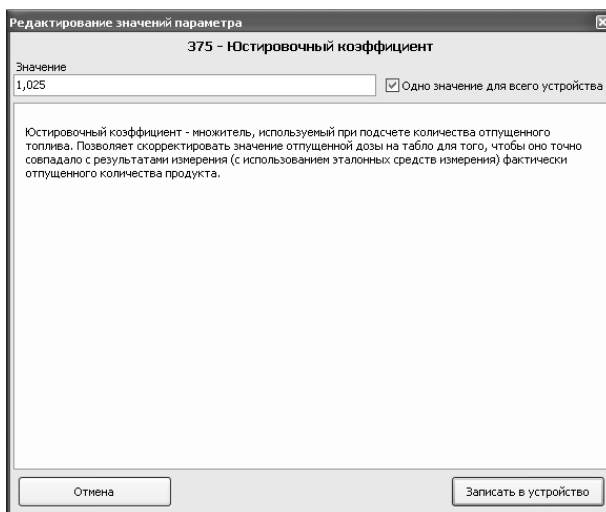 Редактирование значений параметра
375 - Юстировочный коэффициент
Значение
1,025
Одно значение для всего устройства
Юстировочный коэффициент - множитель, используемый при подсчете количества отпущенного
топлива. Позволяет скорректировать значение отпущенной дозы на табло для того, чтобы оно точно
совпадало с результатами измерения (с использованием эталонных средств измерения) фактически
отпущенного количества продукта.
Отмена
Записать в устройство